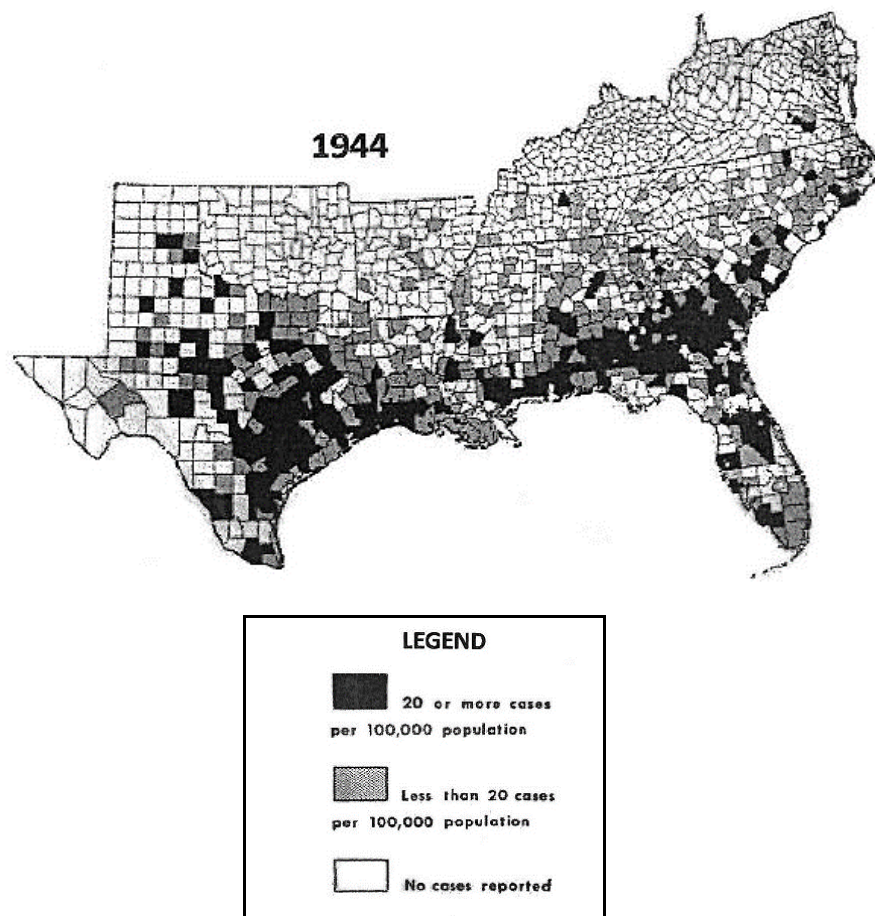 1944
LEGEND
20 or more cases
per 100,000 population
Less than 20 cases
per 100,000 population
No cases reported